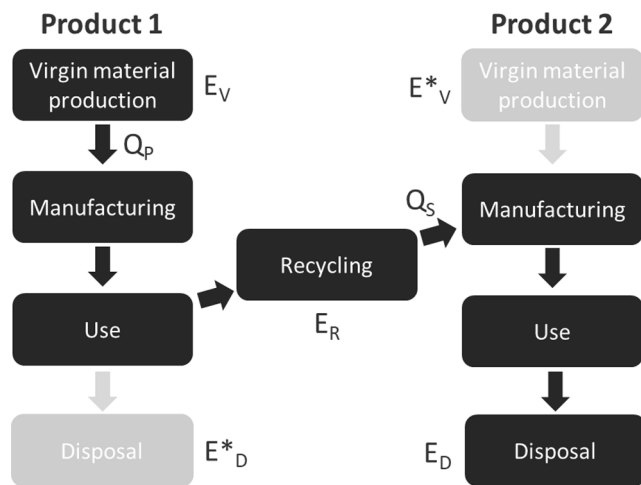 Product 1
Virgin material
production
E_V
Q_P
Manufacturing
Use
Disposal
E*_D
Recycling
E_R
Product 2
Virgin material
production
E*_V
Q_S
Manufacturing
Use
Disposal
E_D